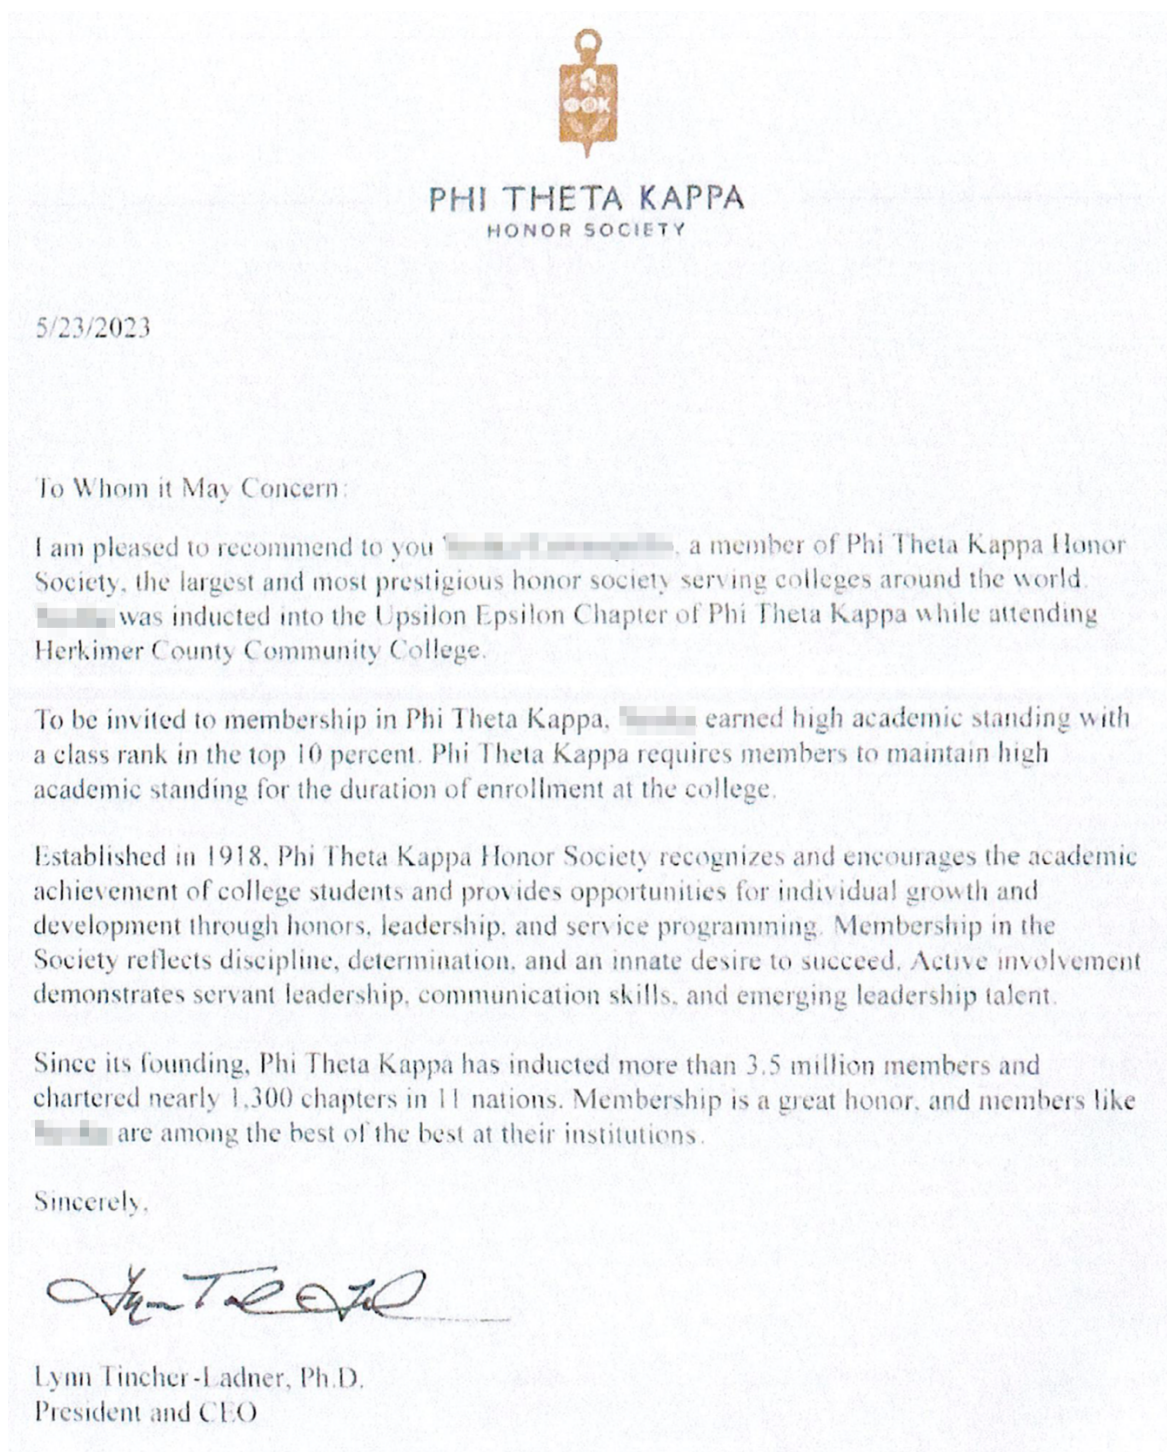 ΦΘΚ
PHI THETA KAPPA
HONOR SOCIETY
5/23/2023
To Whom it May Concern:
I am pleased to recommend to you , a member of Phi Theta Kappa Honor
Society, the largest and most prestigious honor society serving colleges around the world.
was inducted into the Upsilon Epsilon Chapter of Phi Theta Kappa while attending
Herkimer County Community College.
To be invited to membership in Phi Theta Kappa, earned high academic standing with
a class rank in the top 10 percent. Phi Theta Kappa requires members to maintain high
academic standing for the duration of enrollment at the college.
Established in 1918, Phi Theta Kappa Honor Society recognizes and encourages the academic
achievement of college students and provides opportunities for individual growth and
development through honors, leadership, and service programming. Membership in the
Society reflects discipline, determination, and an innate desire to succeed. Active involvement
demonstrates servant leadership, communication skills, and emerging leadership talent.
Since its founding, Phi Theta Kappa has inducted more than 3.5 million members and
chartered nearly 1,300 chapters in 11 nations. Membership is a great honor, and members like
are among the best of the best at their institutions.
Sincerely,
Lynn Tincher-Ladner, Ph.D.
President and CEO